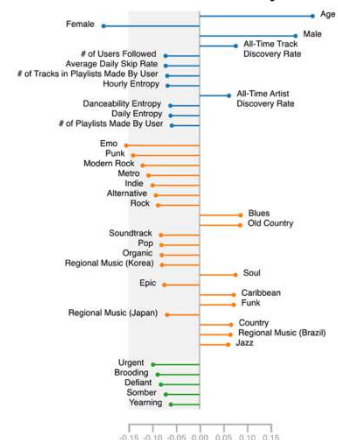 Age
Female
Male
All-Time Track
Discovery Rate
# of Users Followed
Average Daily Skip Rate
# of Tracks in Playlists Made By User
Hourly Entropy
All-Time Artist
Discovery Rate
Danceability Entropy
Daily Entropy
# of Playlists Made By User
Emo
Punk
Modern Rock
Metro
Indie
Alternative
Rock
Blues
Old Country
Soundtrack
Pop
Organic
Regional Music (Korea)
Soul
Epic
Caribbean
Funk
Regional Music (Japan)
Country
Regional Music (Brazil)
Jazz
Urgent
Brooding
Defiant
Somber
Yearning
-0.15 -0.10 -0.05 0.00 0.05 0.10 0.15